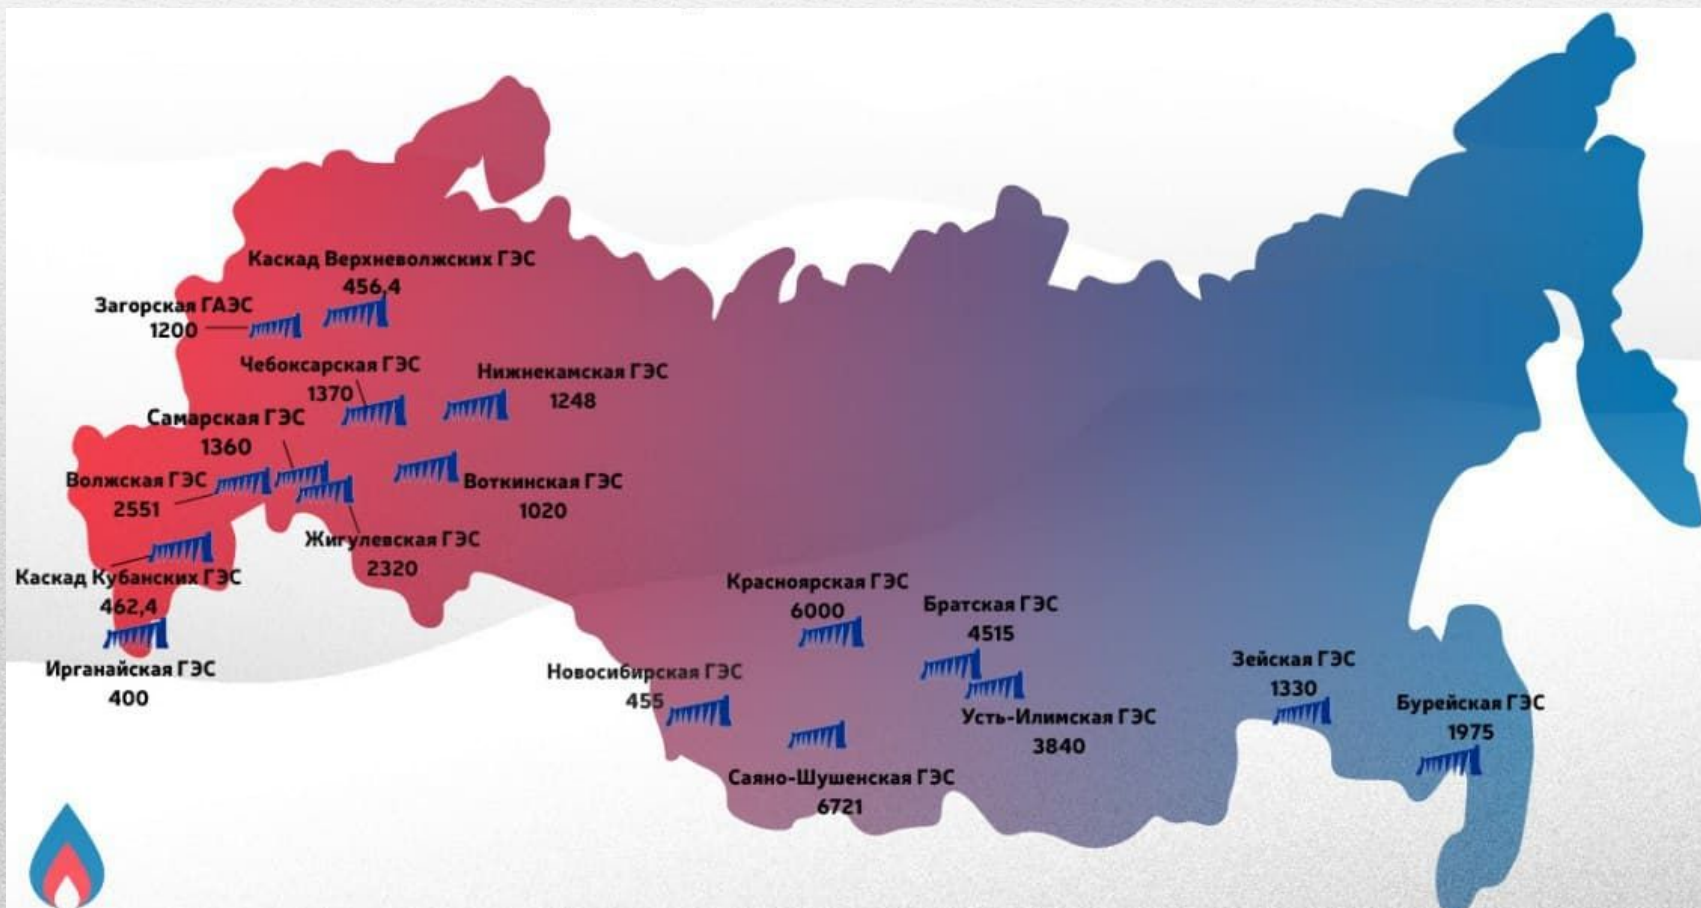 Каскад Верхневолжских ГЭС
456,4
Загорская ГАЭС
1200
Чебоксарская ГЭС
1370
Нижнекамская ГЭС
1248
Самарская ГЭС
1360
Волжская ГЭС
2551
Воткинская ГЭС
1020
Жигулевская ГЭС
2320
Каскад Кубанских ГЭС
462,4
Ирганайская ГЭС
400
Красноярская ГЭС
6000
Братская ГЭС
4515
Новосибирская ГЭС
455
Усть-Илимская ГЭС
3840
Саяно-Шушенская ГЭС
6721
Зейская ГЭС
1330
Бурейская ГЭС
1975